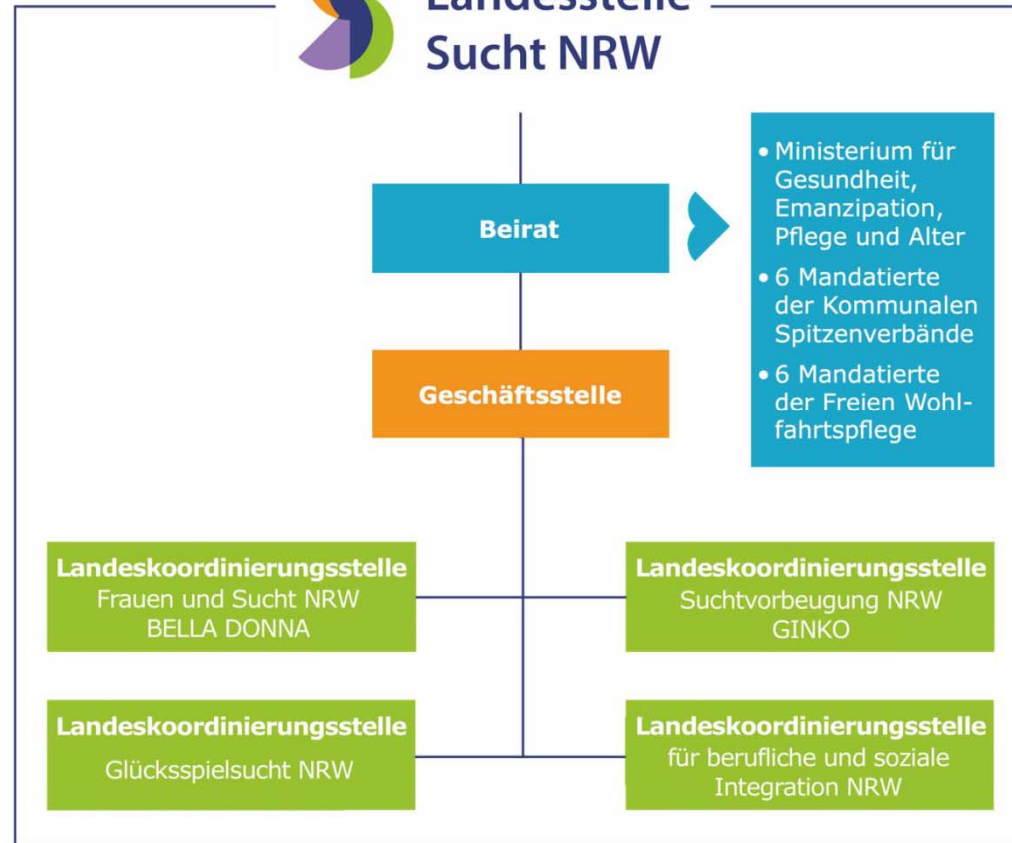 Landesstelle
Sucht NRW
Beirat
• Ministerium für
Gesundheit,
Emanzipation,
Pflege und Alter
• 6 Mandatierte
der Kommunalen
Spitzenverbände
• 6 Mandatierte
der Freien Wohl-
fahrtspflege
Geschäftsstelle
Landeskoordinierungsstelle
Frauen und Sucht NRW
BELLA DONNA
Landeskoordinierungsstelle
Suchtvorbeugung NRW
GINKO
Landeskoordinierungsstelle
Glücksspielsucht NRW
Landeskoordinierungsstelle
für berufliche und soziale
Integration NRW